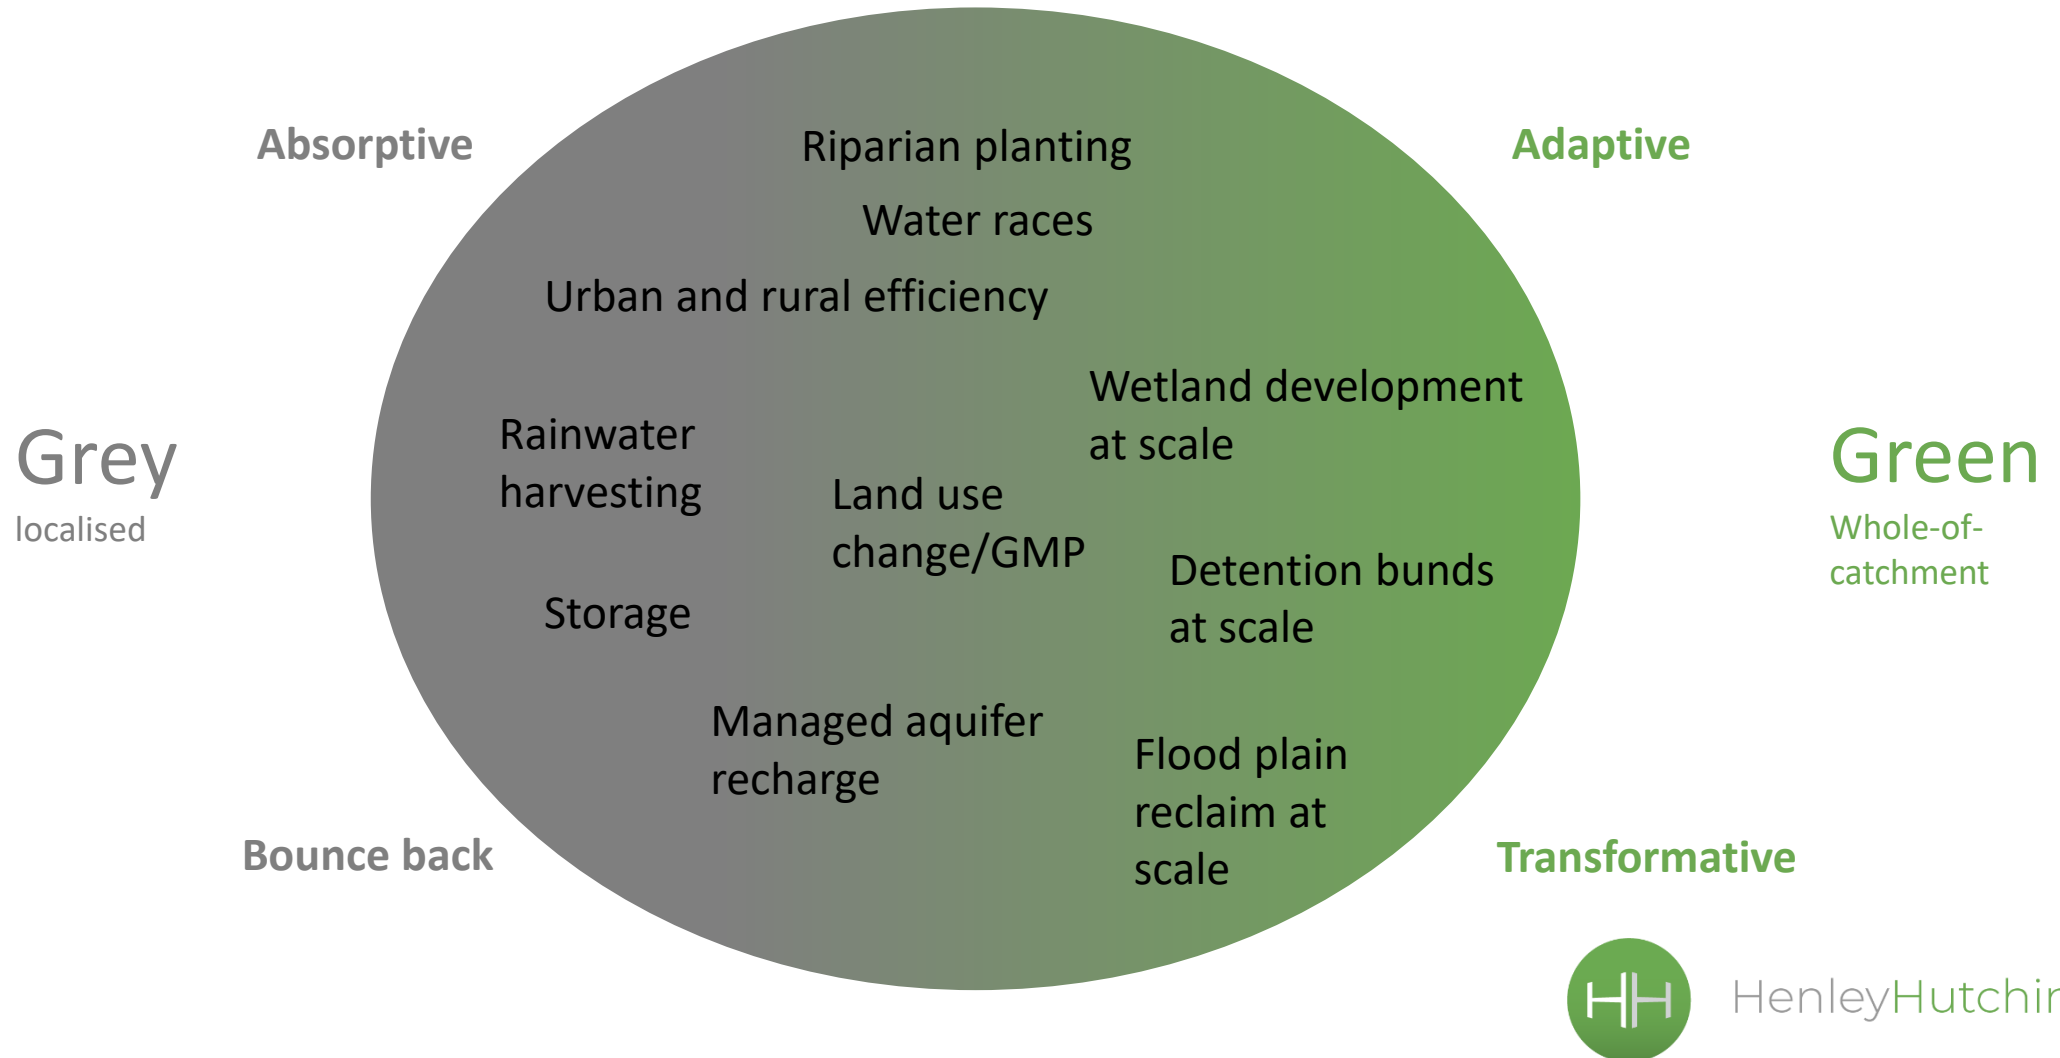 Absorptive
Riparian planting
Adaptive
Water races
Urban and rural efficiency
Wetland development
at scale
Rainwater
harvesting
Grey
localised
Green
Whole-of-
catchment
Land use
change/GMP
Detention bunds
at scale
Storage
Managed aquifer
recharge
Flood plain
reclaim at
scale
Bounce back
Transformative
HH